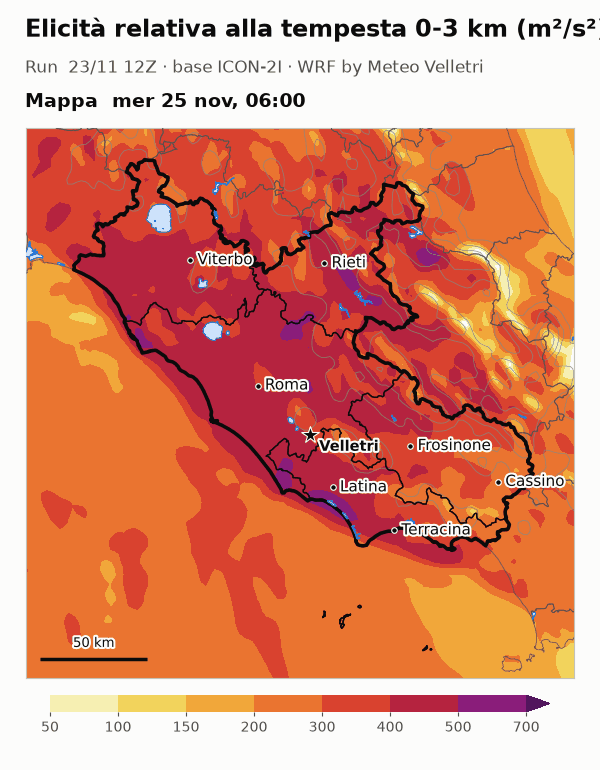 Elicità relativa alla tempesta 0-3 km (m²/s²)
Run 23/11 12Z · base ICON-2I · WRF by Meteo Velletri
Mappa mer 25 nov, 06:00
Viterbo
Rieti
Roma
Velletri
Frosinone
Latina
Cassino
Terracina
50 km
50 100 150 200 300 400 500 700